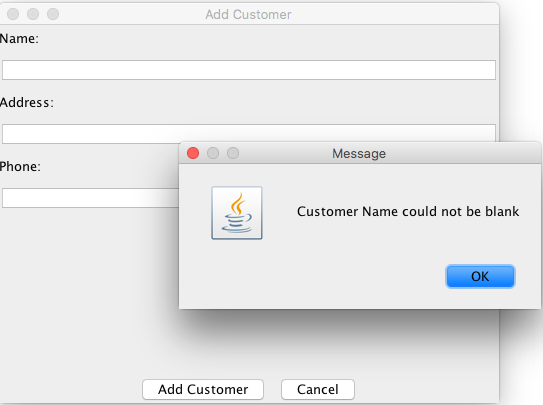 Add Customer
Name:
Address:
Phone:
Message
Customer Name could not be blank
OK
Add Customer
Cancel